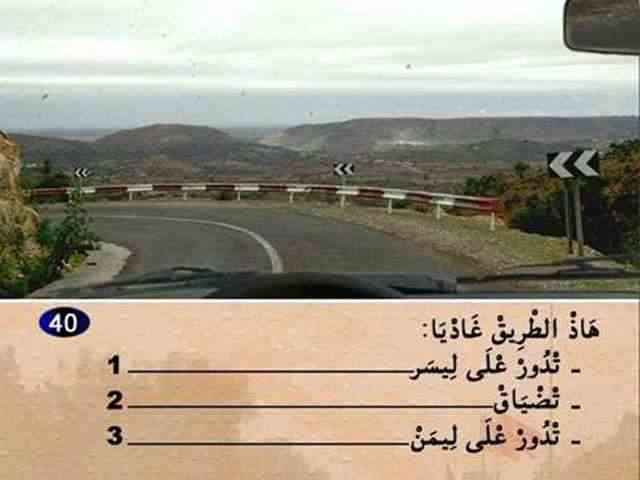 40
هَاذْ الطْرِيقْ غَادْيَا:
- تْدُورْ عْلَى لِيسَر 1
- تْضْيَاقْ 2
- تْدُورْ عْلَى لِيمَنْ 3